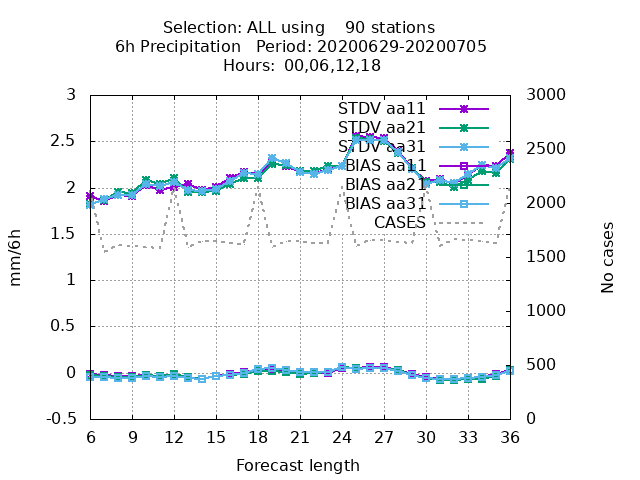 Selection: ALL using    90 stations
6h Precipitation   Period: 20200629-20200705
Hours:  00,06,12,18
3
2.5
2
1.5
1
0.5
0
-0.5
3000
2500
2000
1500
1000
500
0
STDV aa11
STDV aa21
STDV aa31
BIAS aa11
BIAS aa21
BIAS aa31
CASES
mm/6h
No cases
6 9 12 15 18 21 24 27 30 33 36
Forecast length